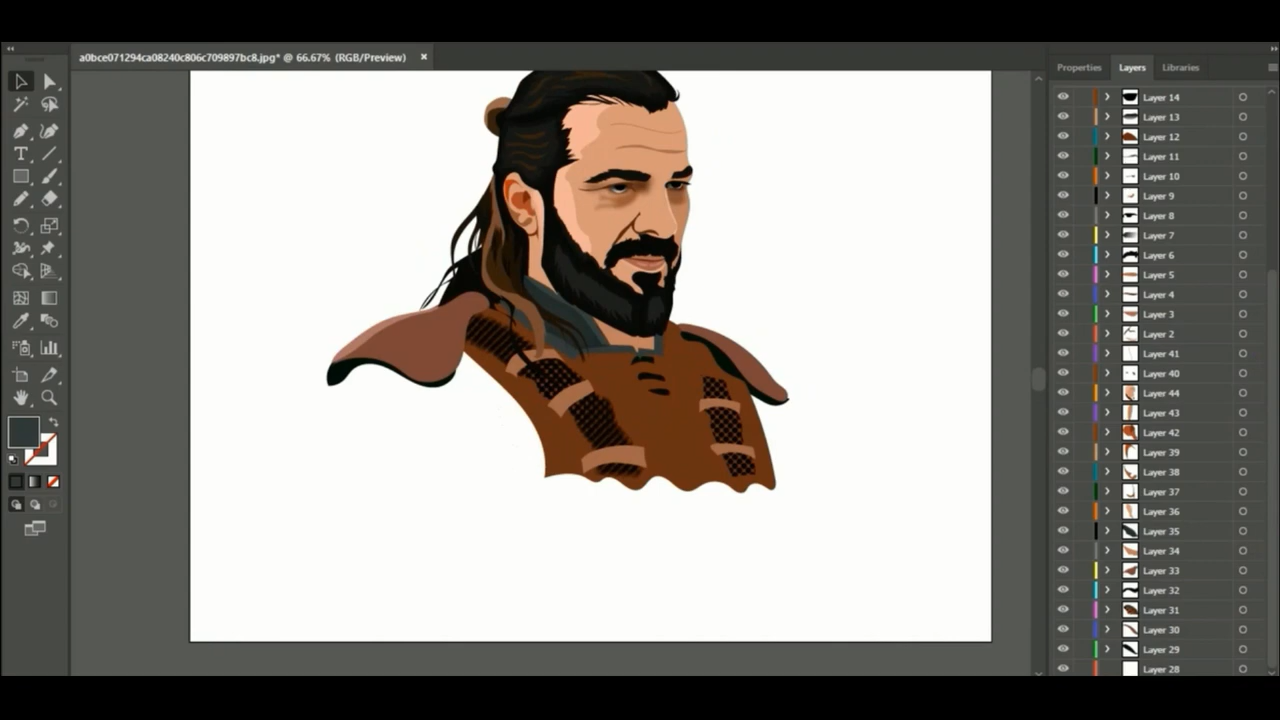 a0bce071294ca08240c806c709897bc8.jpg* @ 66.67% (RGB/Preview)
Properties Layers Libraries
Layer 14
Layer 13
Layer 12
Layer 11
Layer 10
Layer 9
Layer 8
Layer 7
Layer 6
Layer 5
Layer 4
Layer 3
Layer 2
Layer 41
Layer 40
Layer 44
Layer 43
Layer 42
Layer 39
Layer 38
Layer 37
Layer 36
Layer 35
Layer 34
Layer 33
Layer 32
Layer 31
Layer 30
Layer 29
Layer 28